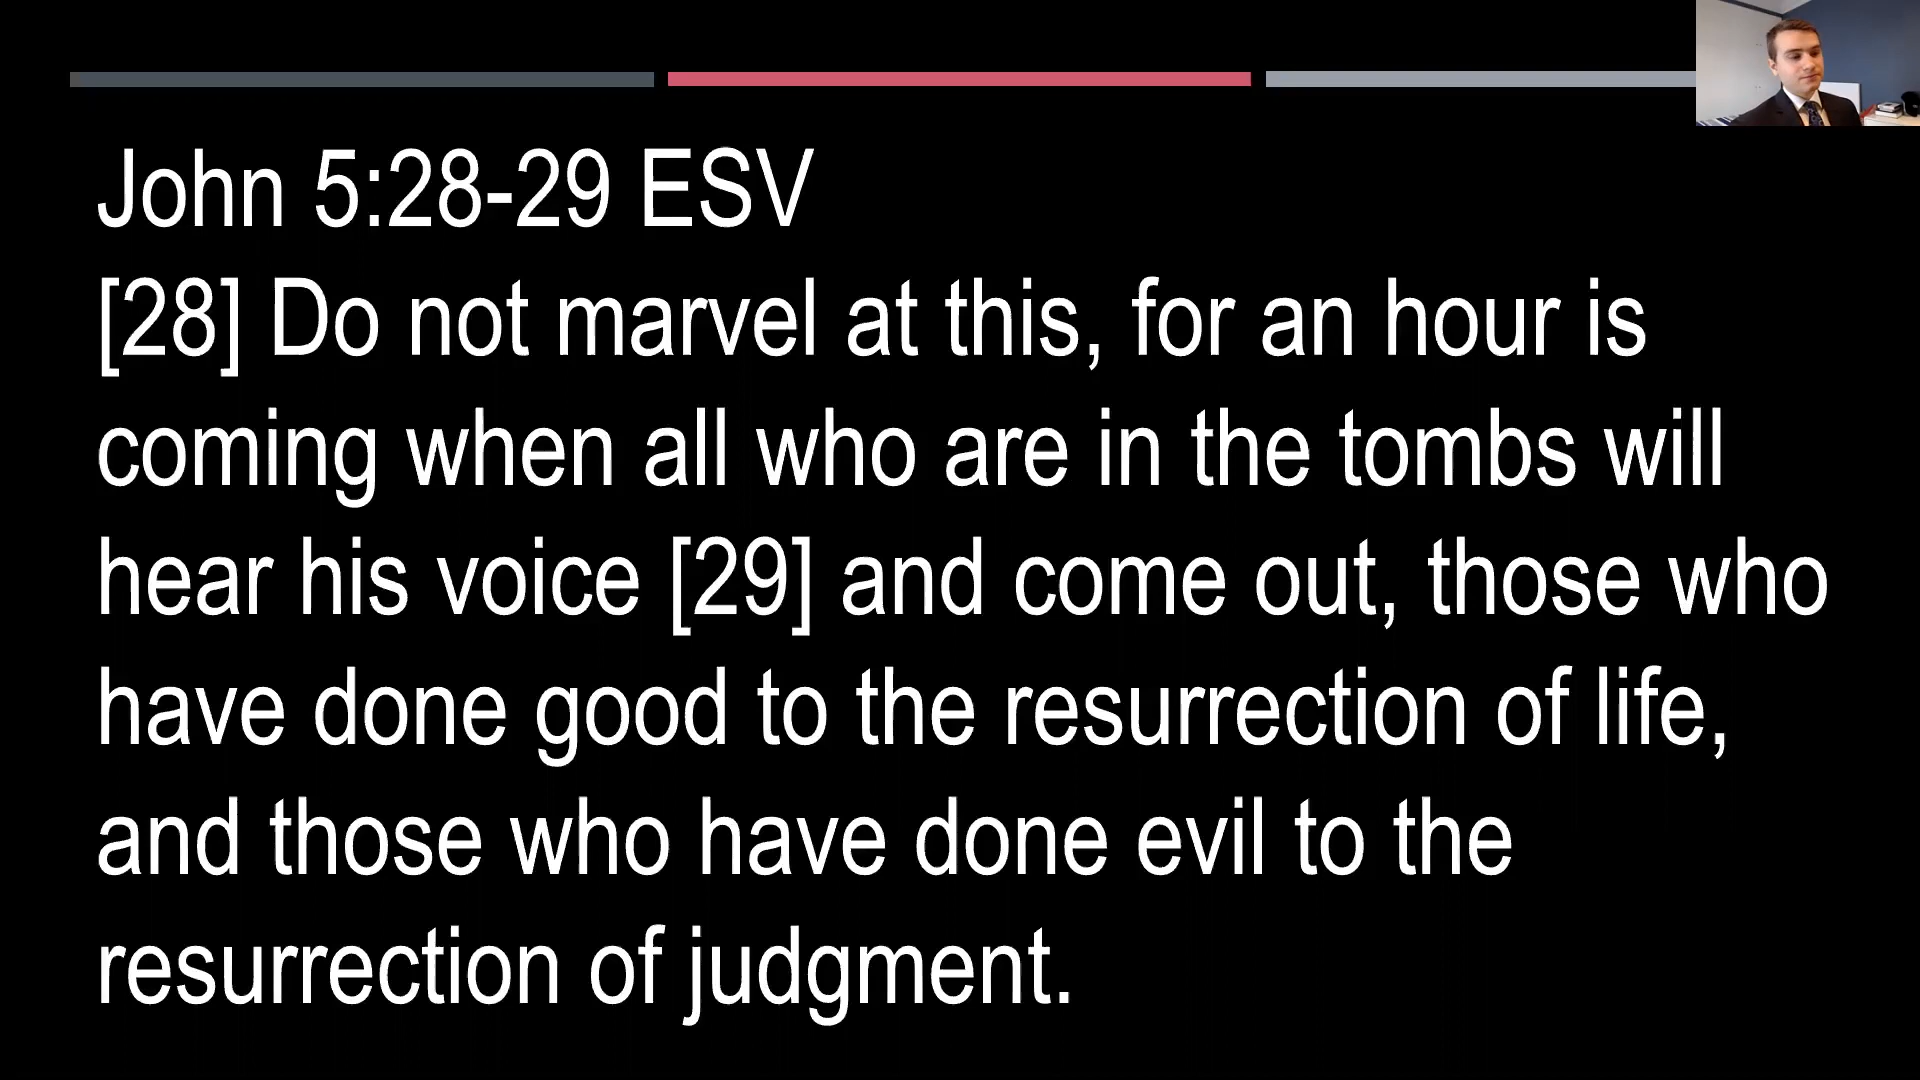 John 5:28-29 ESV
[28] Do not marvel at this, for an hour is
coming when all who are in the tombs will
hear his voice [29] and come out, those who
have done good to the resurrection of life,
and those who have done evil to the
resurrection of judgment.